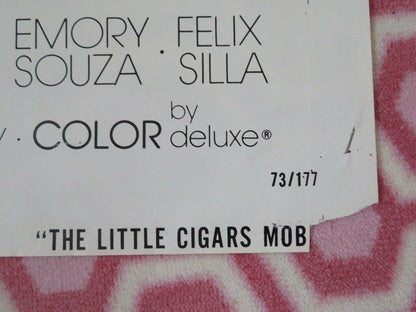 EMORY · FELIX
SOUZA · SILLA
· COLOR by deluxe®
73/177
"THE LITTLE CIGARS MOB